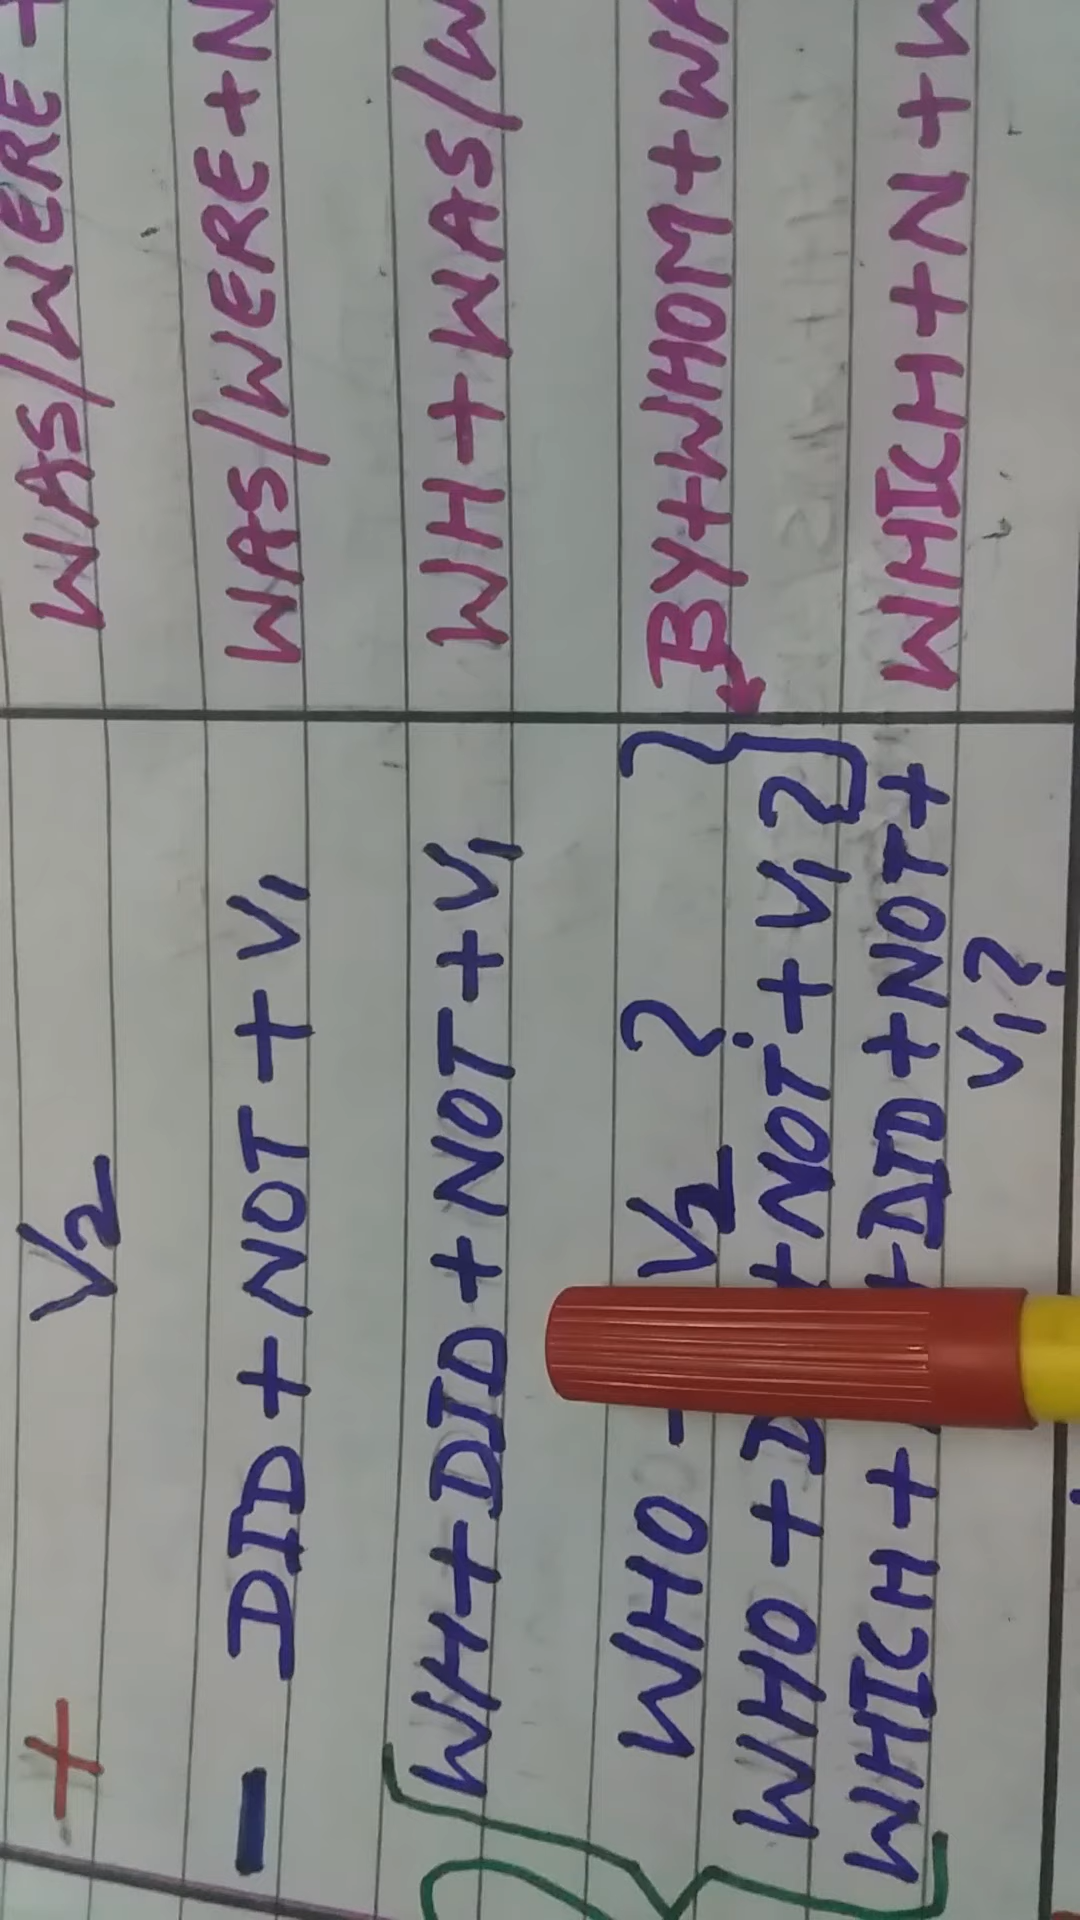 + V2 WAS/WERE +
- DID + NOT + V1 WAS/WERE + N
WH + DID + NOT + V1 WH + WAS/W
WHO - V2 ? BY + WHOM + WA
WHO + D + NOT + V1 ?
WHICH + + DID + NOT + WHICH + N + W
V1 ?